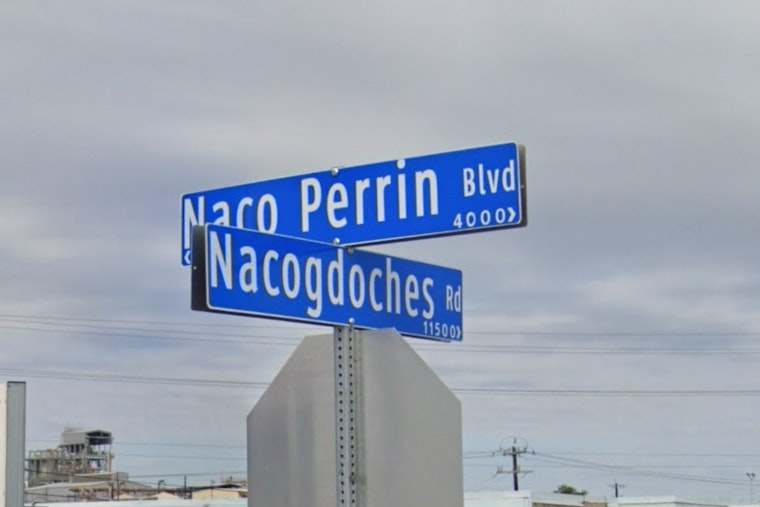 Naco Perrin Blvd
4000>
Nacogdoches Rd
11500>